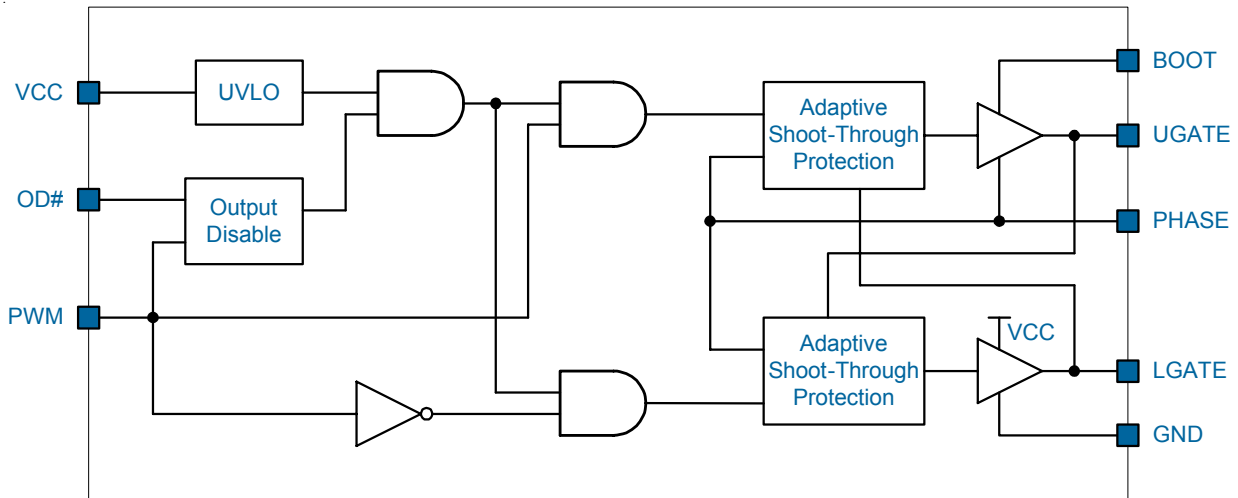 VCC
UVLO
OD#
Output
Disable
PWM
Adaptive
Shoot-Through
Protection
Adaptive
Shoot-Through
Protection
VCC
BOOT
UGATE
PHASE
LGATE
GND